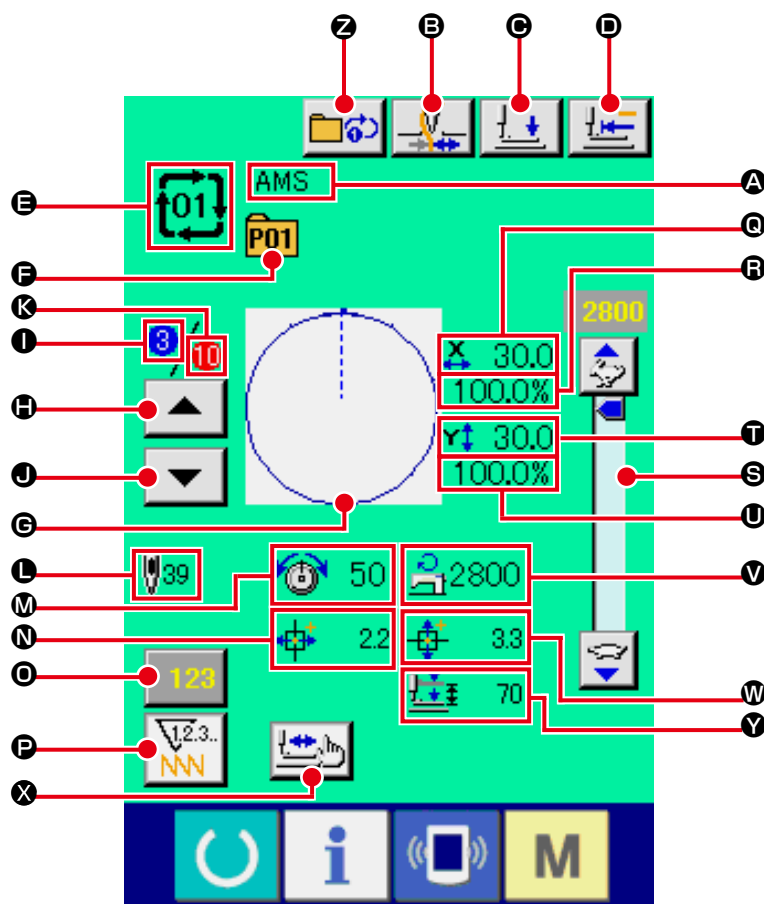 Z B C D
E 01 AMS A
F P01 Q
K R
I 3 / 10 2800
X 30.0
H 100.0%
Y 30.0 T
J 100.0% S
G U
L 39
M 50 2800 V
N 2.2 3.3
O 123 W
70 Y
P 1.2.3..
X
i M